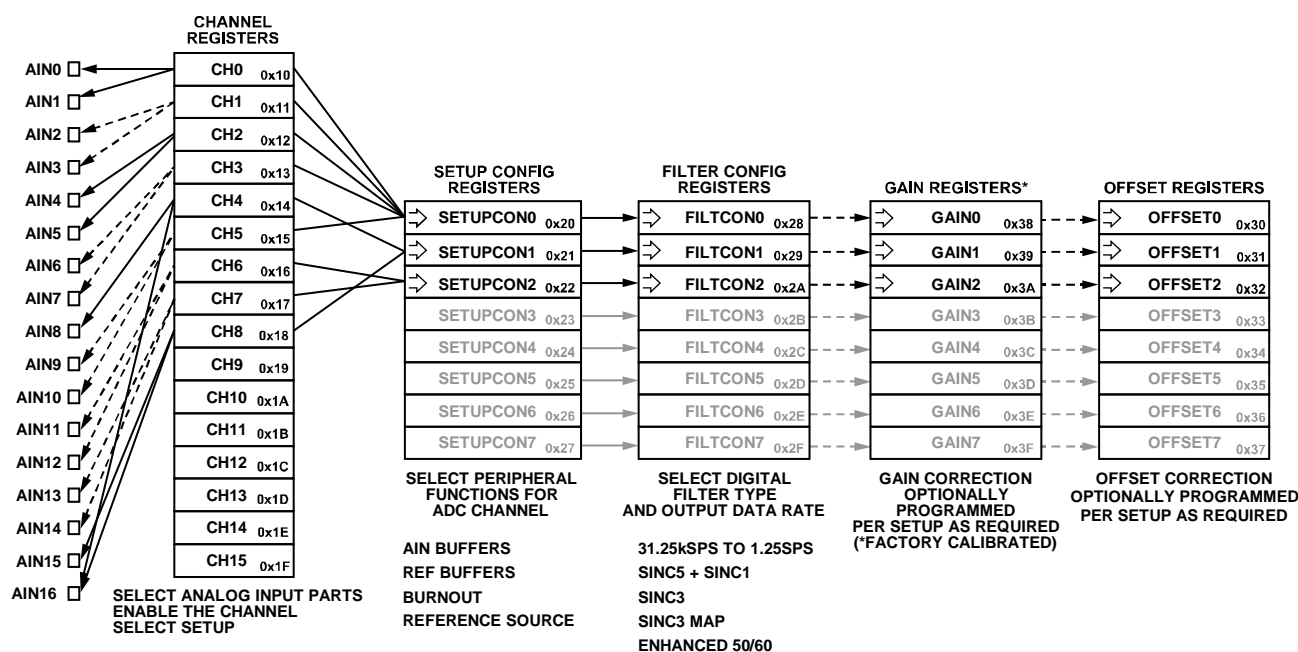 CHANNEL
REGISTERS
AIN0
AIN1
AIN2
AIN3
AIN4
AIN5
AIN6
AIN7
AIN8
AIN9
AIN10
AIN11
AIN12
AIN13
AIN14
AIN15
AIN16
CH0 0x10
CH1 0x11
CH2 0x12
CH3 0x13
CH4 0x14
CH5 0x15
CH6 0x16
CH7 0x17
CH8 0x18
CH9 0x19
CH10 0x1A
CH11 0x1B
CH12 0x1C
CH13 0x1D
CH14 0x1E
CH15 0x1F
SELECT ANALOG INPUT PARTS
ENABLE THE CHANNEL
SELECT SETUP
SETUP CONFIG
REGISTERS
SETUPCON0 0x20
SETUPCON1 0x21
SETUPCON2 0x22
SETUPCON3 0x23
SETUPCON4 0x24
SETUPCON5 0x25
SETUPCON6 0x26
SETUPCON7 0x27
SELECT PERIPHERAL
FUNCTIONS FOR
ADC CHANNEL
AIN BUFFERS
REF BUFFERS
BURNOUT
REFERENCE SOURCE
FILTER CONFIG
REGISTERS
FILTCON0 0x28
FILTCON1 0x29
FILTCON2 0x2A
FILTCON3 0x2B
FILTCON4 0x2C
FILTCON5 0x2D
FILTCON6 0x2E
FILTCON7 0x2F
SELECT DIGITAL
FILTER TYPE
AND OUTPUT DATA RATE
31.25kSPS TO 1.25SPS
SINC5 + SINC1
SINC3
SINC3 MAP
ENHANCED 50/60
GAIN REGISTERS*
GAIN0 0x38
GAIN1 0x39
GAIN2 0x3A
GAIN3 0x3B
GAIN4 0x3C
GAIN5 0x3D
GAIN6 0x3E
GAIN7 0x3F
GAIN CORRECTION
OPTIONALLY
PROGRAMMED
PER SETUP AS REQUIRED
(*FACTORY CALIBRATED)
OFFSET REGISTERS
OFFSET0 0x30
OFFSET1 0x31
OFFSET2 0x32
OFFSET3 0x33
OFFSET4 0x34
OFFSET5 0x35
OFFSET6 0x36
OFFSET7 0x37
OFFSET CORRECTION
OPTIONALLY PROGRAMMED
PER SETUP AS REQUIRED